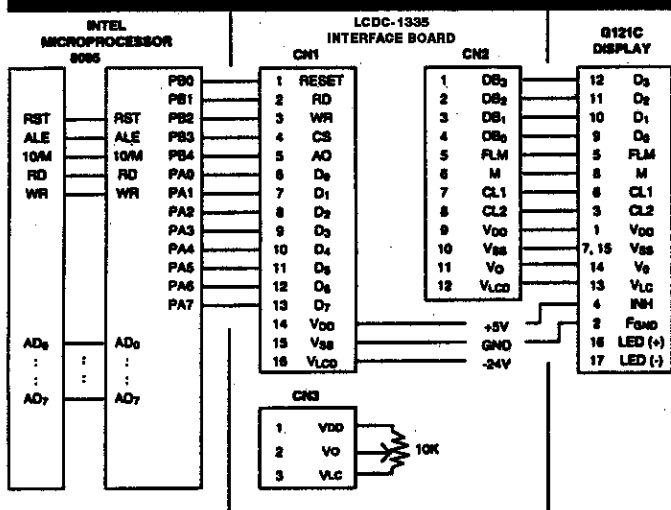 INTEL
MICROPROCESSOR
8085
LCDC-1335
INTERFACE BOARD
G121C
DISPLAY
CN1
CN2
RST RST
ALE ALE
10/M 10/M
RD RD
WR WR
AD0 AD0
: : :
AD7 AD7
PB0
PB1
PB2
PB3
PB4
PA0
PA1
PA2
PA3
PA4
PA5
PA6
PA7
1 RESET
2 RD
3 WR
4 CS
5 AO
6 D0
7 D1
8 D2
9 D3
10 D4
11 D5
12 D6
13 D7
14 VDD
15 VSS
16 VLCD
+5V
GND
-24V
1 DB3
2 DB2
3 DB1
4 DB0
5 FLM
6 M
7 CL1
8 CL2
9 VDD
10 VSS
11 VO
12 VLCD
12 D3
11 D2
10 D1
9 D0
5 FLM
8 M
6 CL1
3 CL2
1 VDD
7, 15 VSS
14 V0
13 VLC
4 INH
2 FGND
16 LED (+)
17 LED (-)
CN3
1 VDD
2 VO
3 VLC
10K